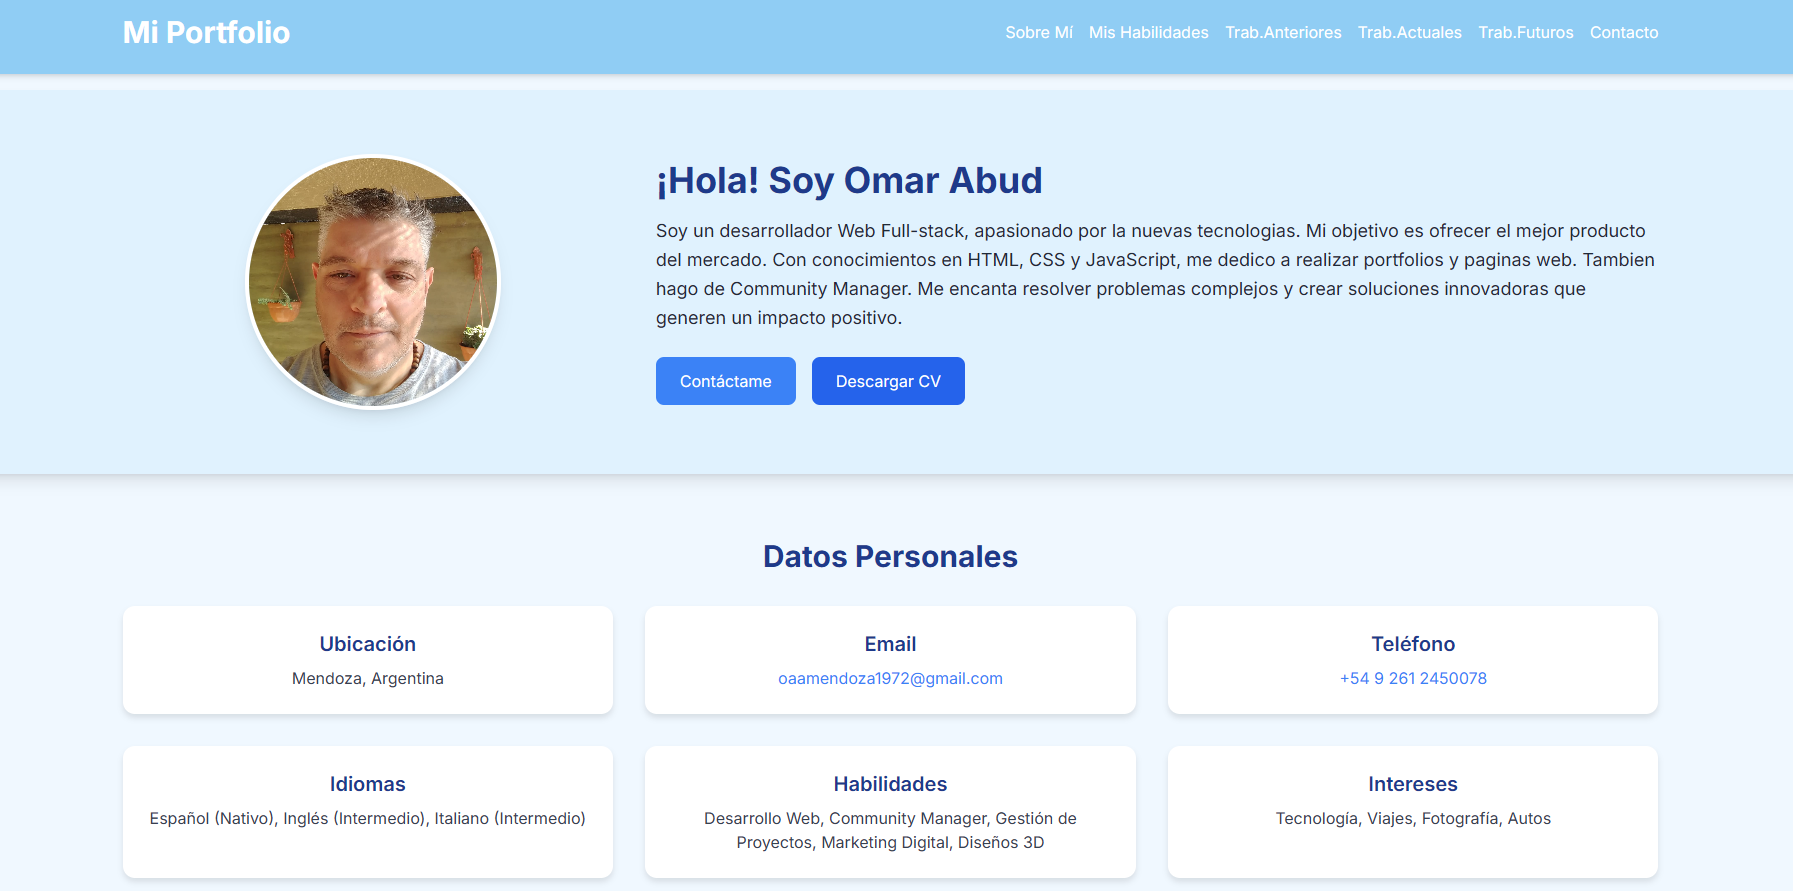 Mi Portfolio
Sobre Mí Mis Habilidades Trab.Anteriores Trab.Actuales Trab.Futuros Contacto
¡Hola! Soy Omar Abud
Soy un desarrollador Web Full-stack, apasionado por la nuevas tecnologias. Mi objetivo es ofrecer el mejor producto
del mercado. Con conocimientos en HTML, CSS y JavaScript, me dedico a realizar portfolios y paginas web. Tambien
hago de Community Manager. Me encanta resolver problemas complejos y crear soluciones innovadoras que
generen un impacto positivo.
Contáctame
Descargar CV
Datos Personales
Ubicación
Mendoza, Argentina
Email
oaamendoza1972@gmail.com
Teléfono
+54 9 261 2450078
Idiomas
Español (Nativo), Inglés (Intermedio), Italiano (Intermedio)
Habilidades
Desarrollo Web, Community Manager, Gestión de
Proyectos, Marketing Digital, Diseños 3D
Intereses
Tecnología, Viajes, Fotografía, Autos